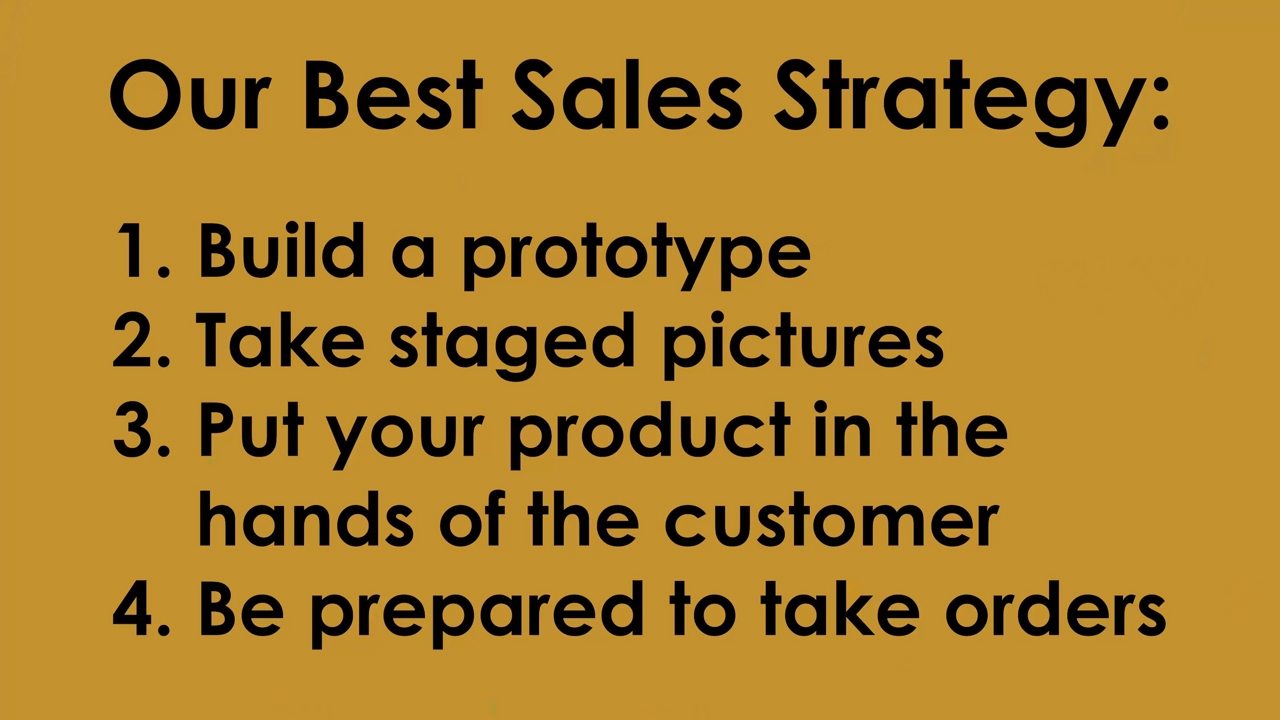 Our Best Sales Strategy:
1. Build a prototype
2. Take staged pictures
3. Put your product in the
hands of the customer
4. Be prepared to take orders